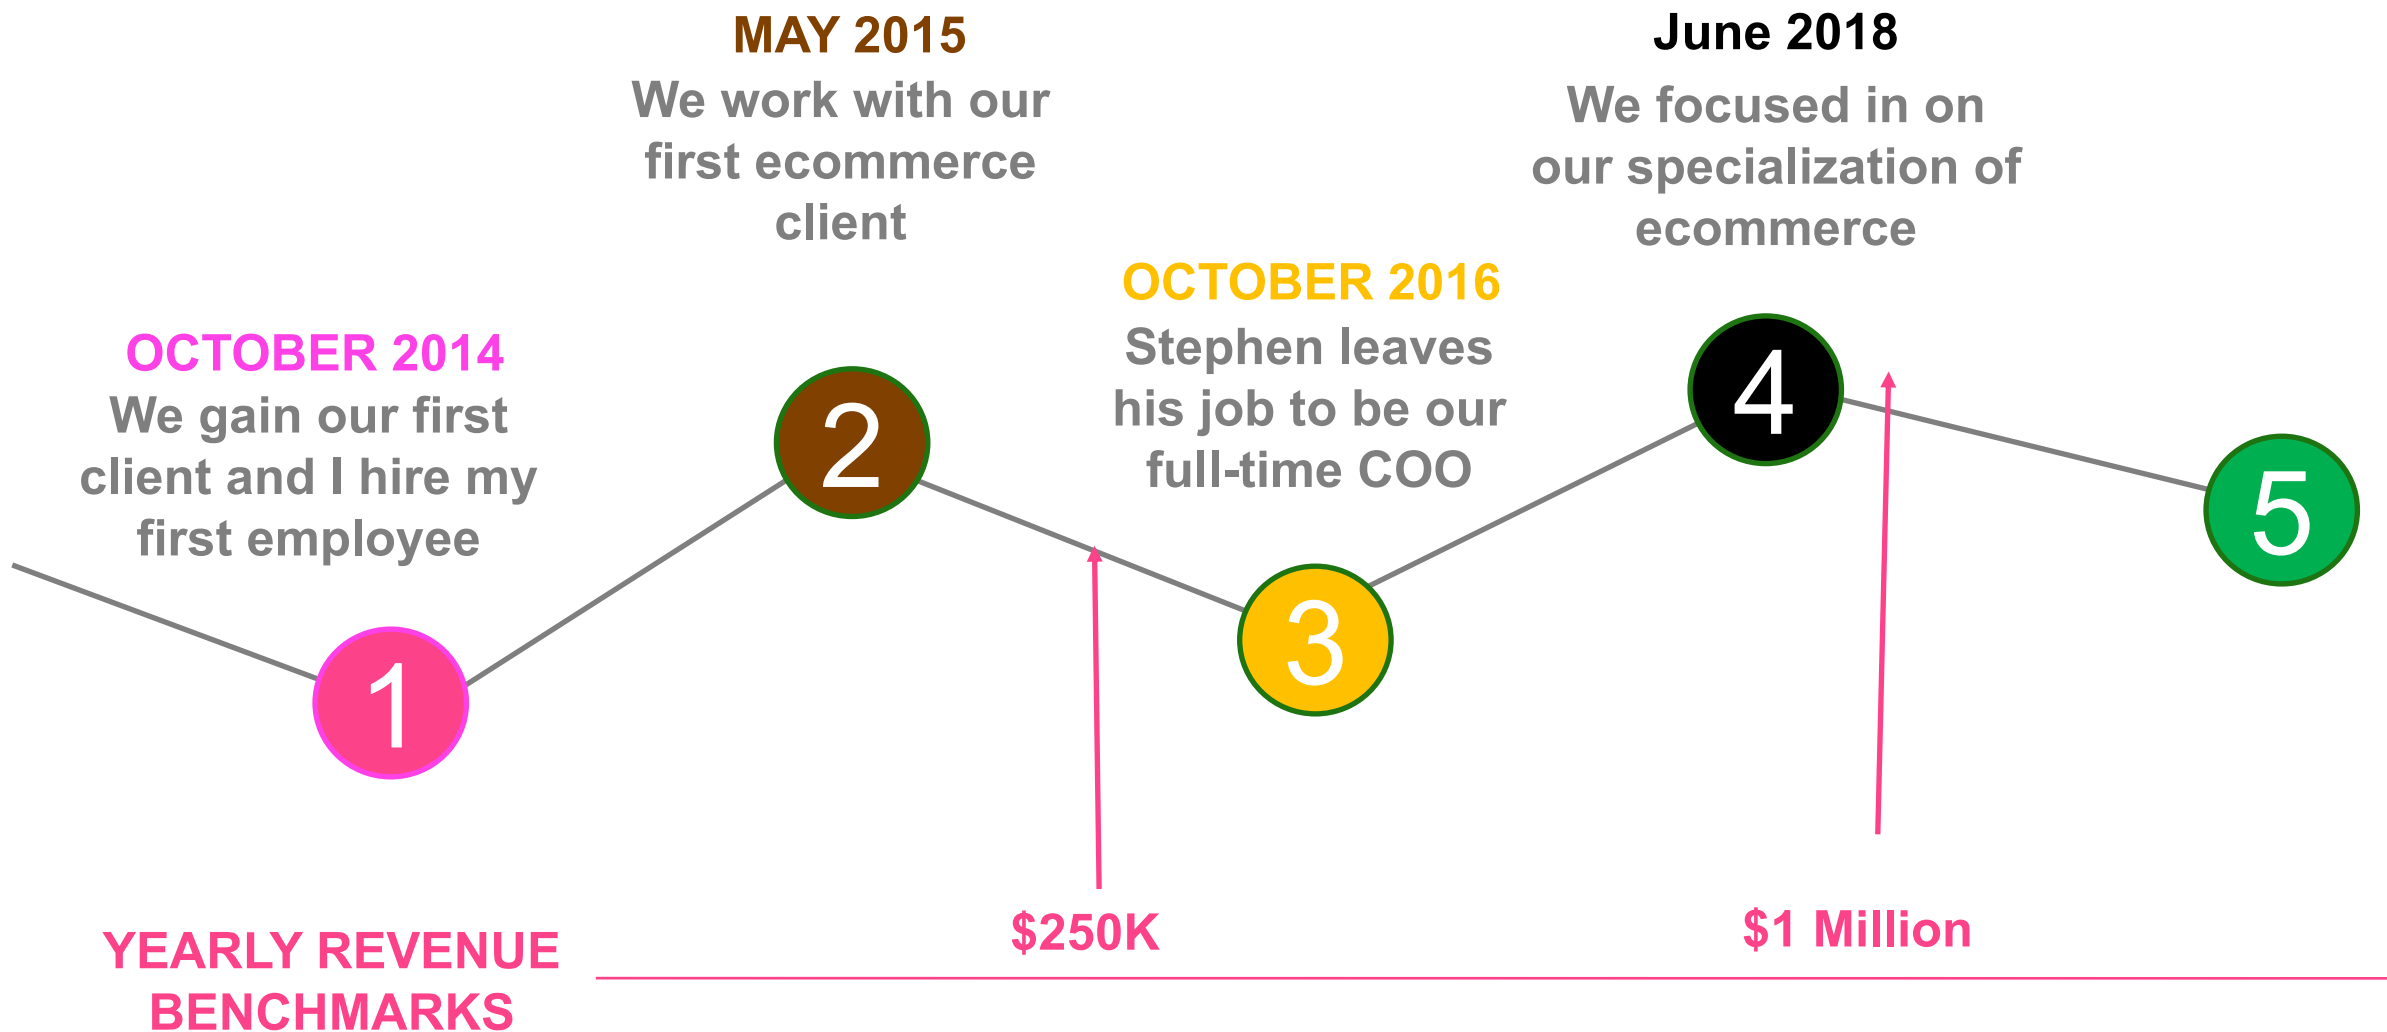 MAY 2015
We work with our
first ecommerce
client
June 2018
We focused in on
our specialization of
ecommerce
OCTOBER 2014
We gain our first
client and I hire my
first employee
OCTOBER 2016
Stephen leaves
his job to be our
full-time COO
1
2
3
4
5
YEARLY REVENUE
BENCHMARKS
$250K
$1 Million